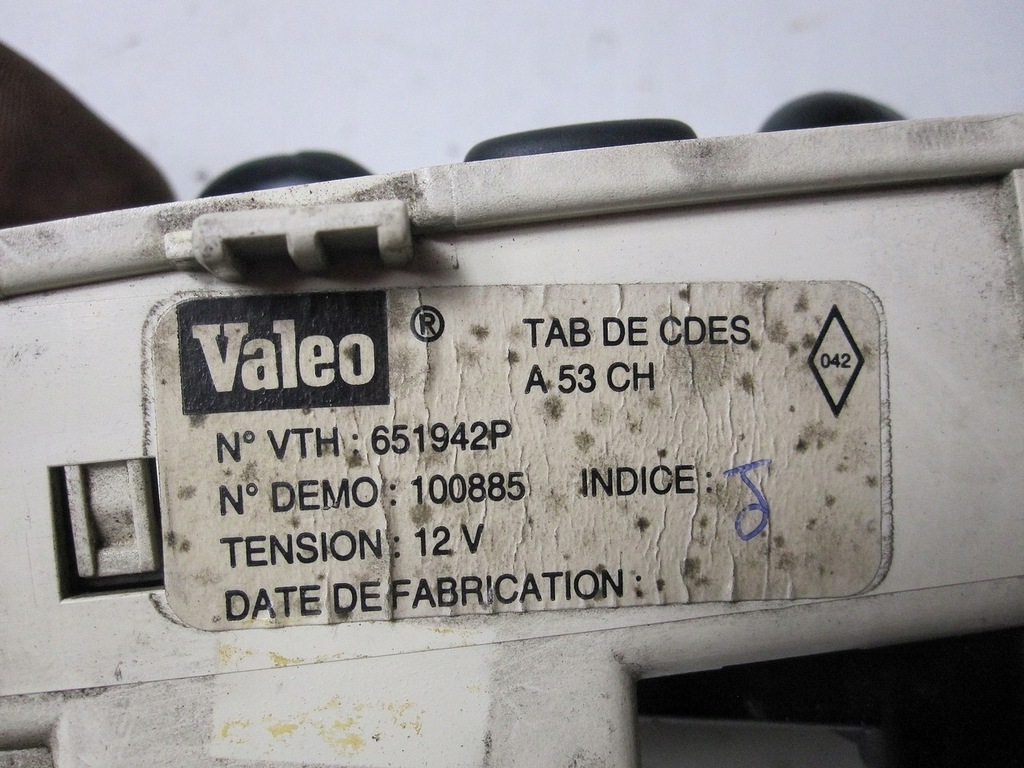 Valeo ®
TAB DE CDES
A 53 CH
042
N° VTH : 651942P
N° DEMO : 100885 INDICE : J
TENSION : 12 V
DATE DE FABRICATION :